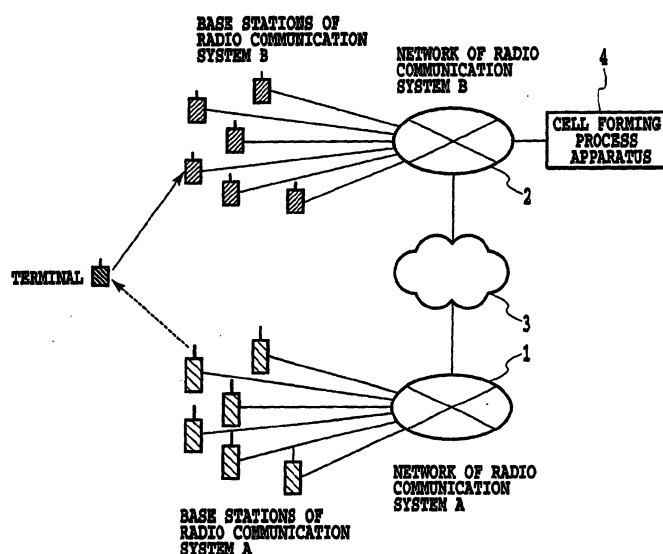 BASE STATIONS OF
RADIO COMMUNICATION
SYSTEM B
NETWORK OF RADIO
COMMUNICATION
SYSTEM B
4
CELL FORMING
PROCESS
APPARATUS
2
TERMINAL
3
1
NETWORK OF RADIO
COMMUNICATION
SYSTEM A
BASE STATIONS OF
RADIO COMMUNICATION
SYSTEM A